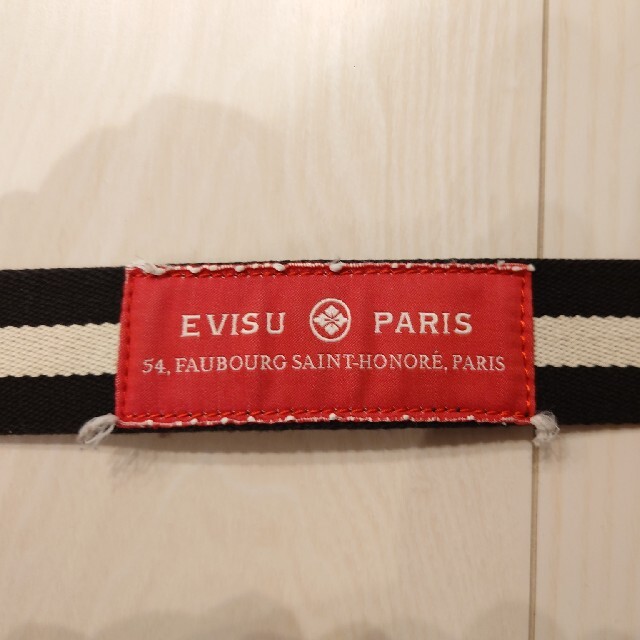 EVISU PARIS
54, FAUBOURG SAINT-HONORÉ, PARIS